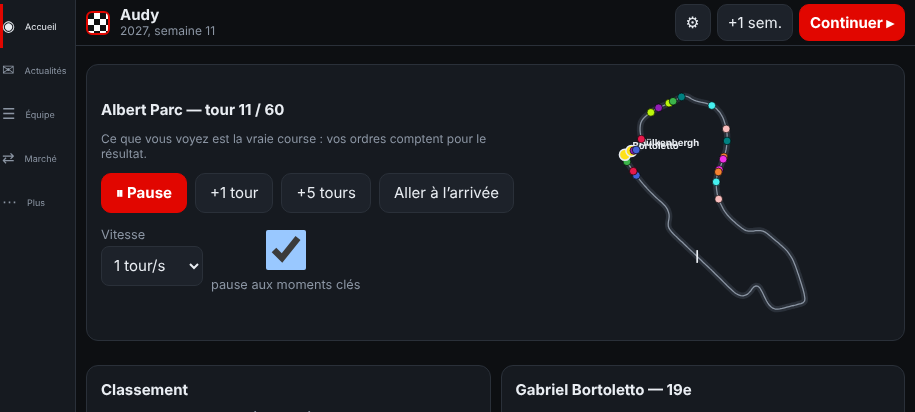 Accueil
Actualités
Équipe
Marché
Plus
Audy
2027, semaine 11
+1 sem.
Continuer ▸
Albert Parc — tour 11 / 60
Ce que vous voyez est la vraie course : vos ordres comptent pour le
résultat.
Pause
+1 tour
+5 tours
Aller à l’arrivée
Vitesse
1 tour/s
pause aux moments clés
Bortoletto
Classement
Gabriel Bortoletto — 19e